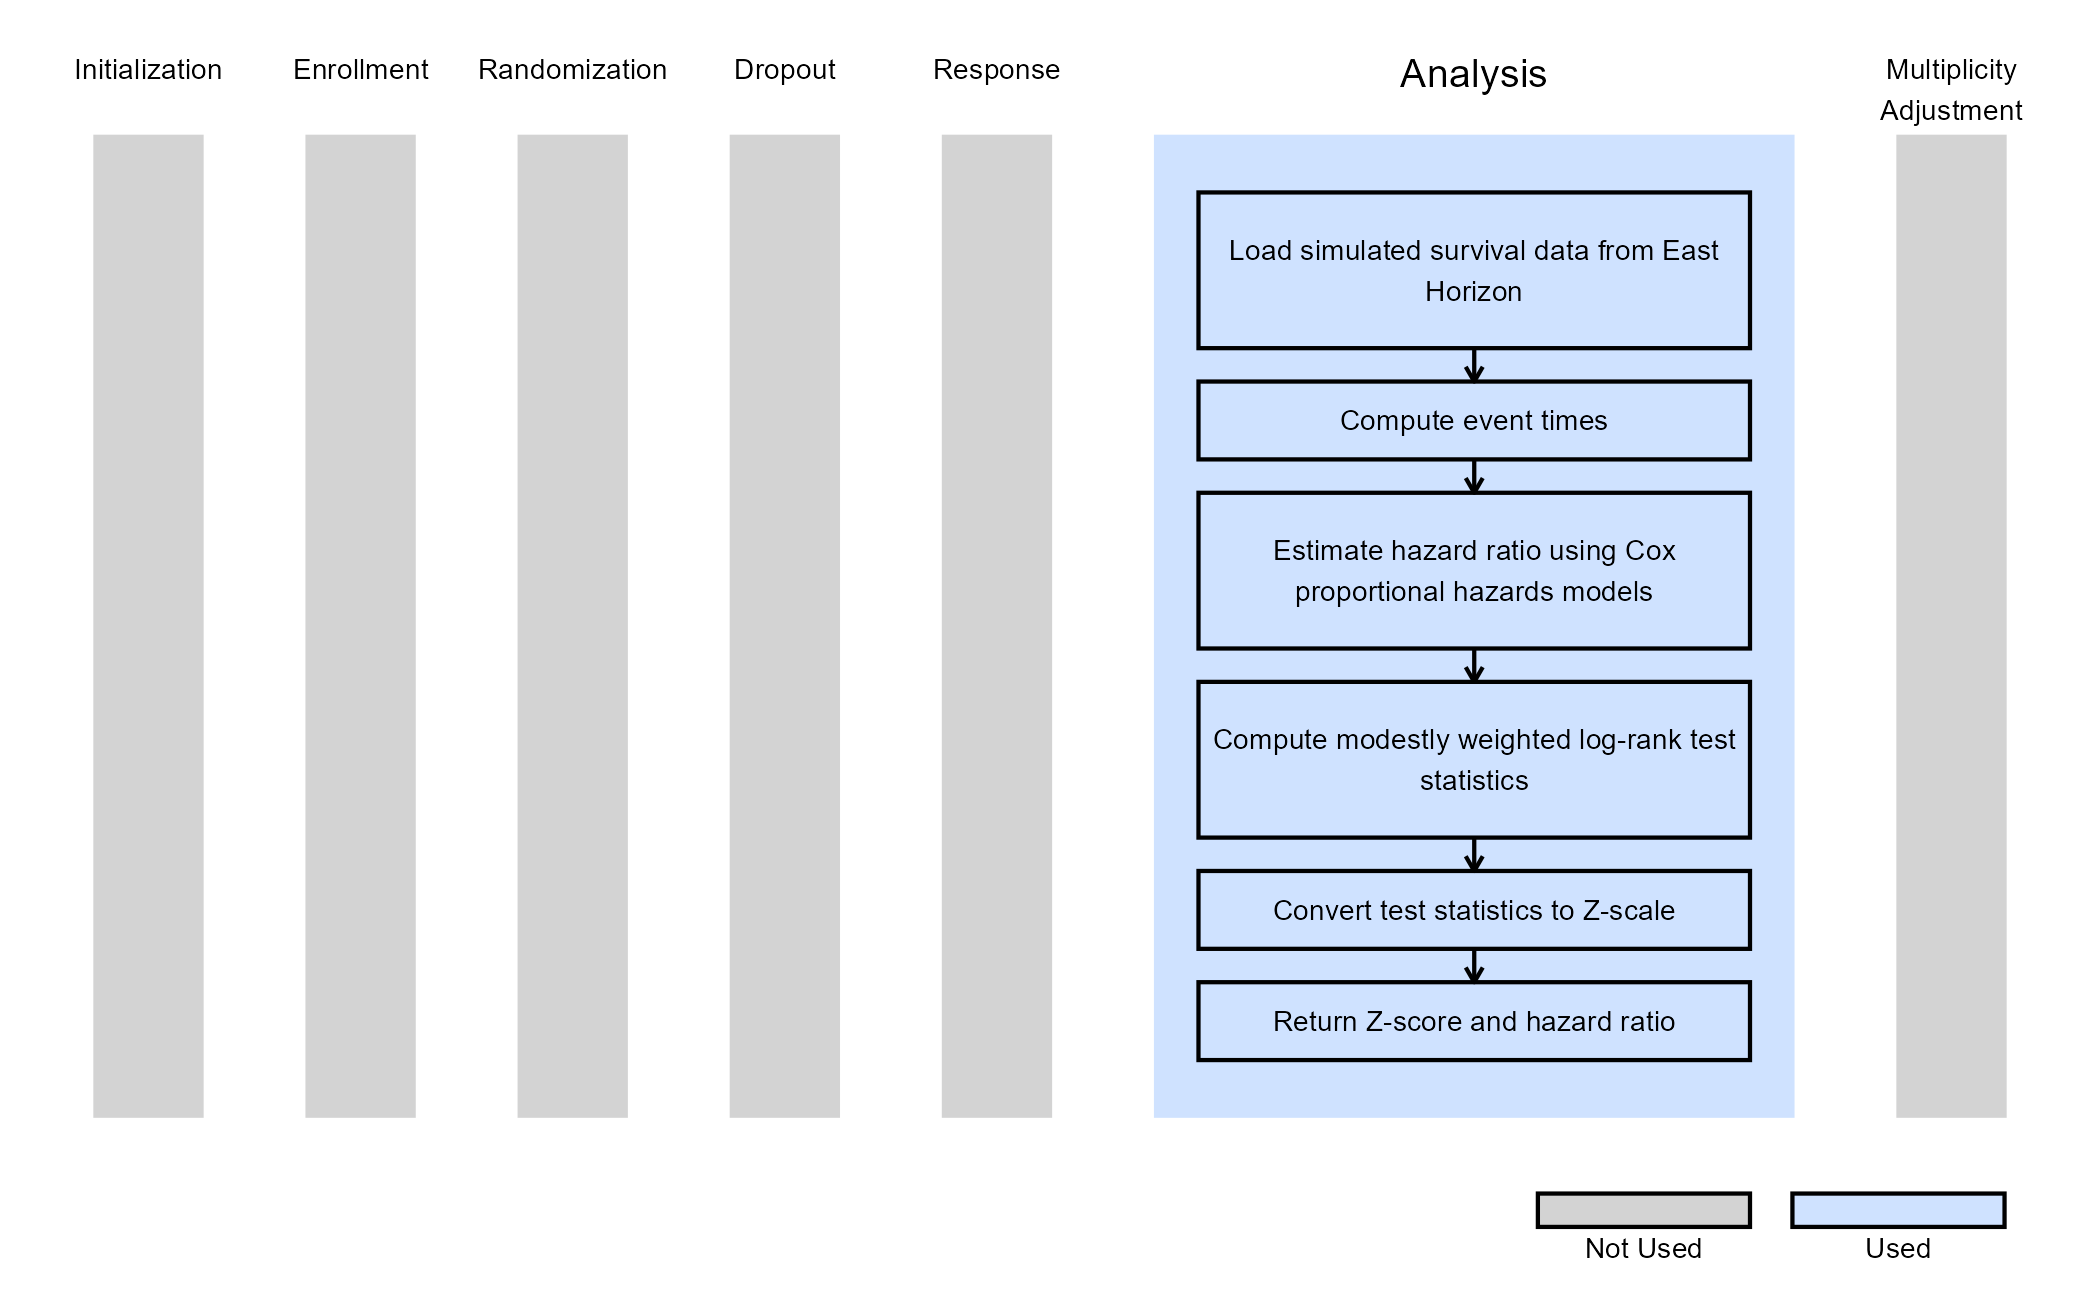 Initialization
Enrollment
Randomization
Dropout
Response
Analysis
Multiplicity
Adjustment
Load simulated survival data from East
Horizon
Compute event times
Estimate hazard ratio using Cox
proportional hazards models
Compute modestly weighted log-rank test
statistics
Convert test statistics to Z-scale
Return Z-score and hazard ratio
Not Used
Used